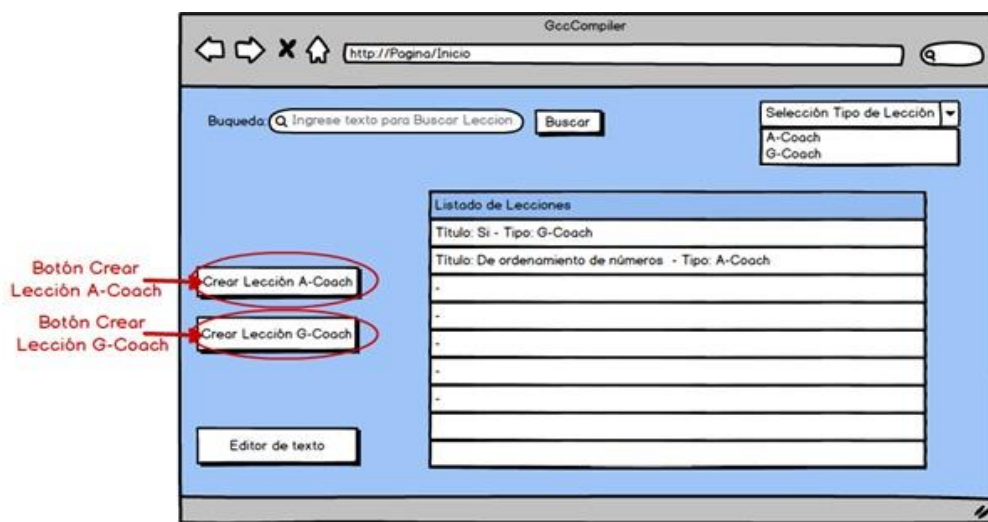 GccCompiler
http://Pagina/Inicio
Buqueda:
Ingrese texto para Buscar Leccion
Buscar
Selección Tipo de Lección
A-Coach
G-Coach
Listado de Lecciones
Título: Si - Tipo: G-Coach
Título: De ordenamiento de números - Tipo: A-Coach
-
-
-
-
-
Botón Crear
Lección A-Coach
Crear Lección A-Coach
Botón Crear
Lección G-Coach
Crear Lección G-Coach
Editor de texto